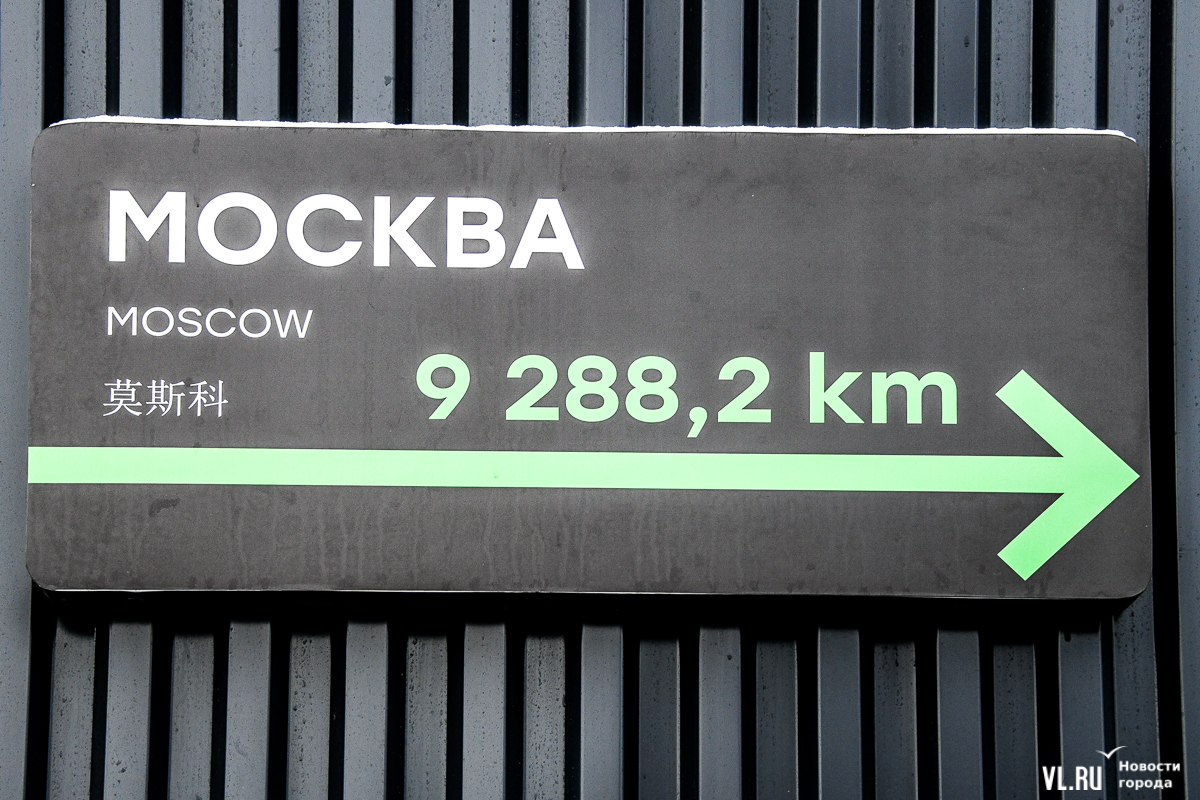 МОСКВА
MOSCOW
莫斯科
9 288,2 km
VL.RU
Новости
города